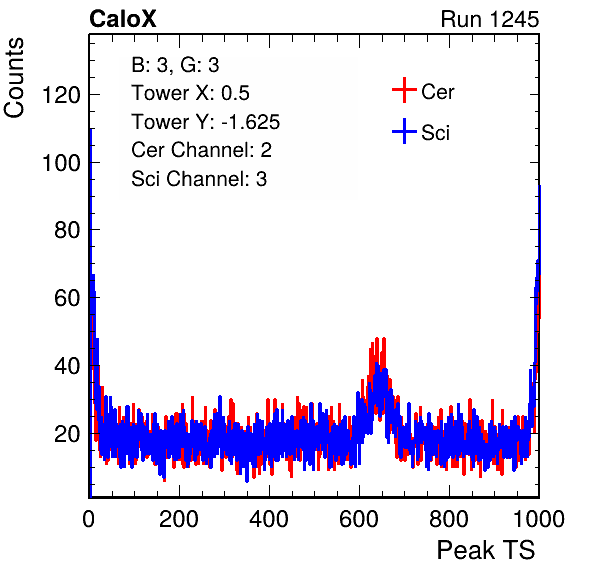 CaloX Run 1245
Counts
B: 3, G: 3
Tower X: 0.5
Tower Y: -1.625
Cer Channel: 2
Sci Channel: 3
Cer
Sci
120
100
80
60
40
20
0 200 400 600 800 1000
Peak TS